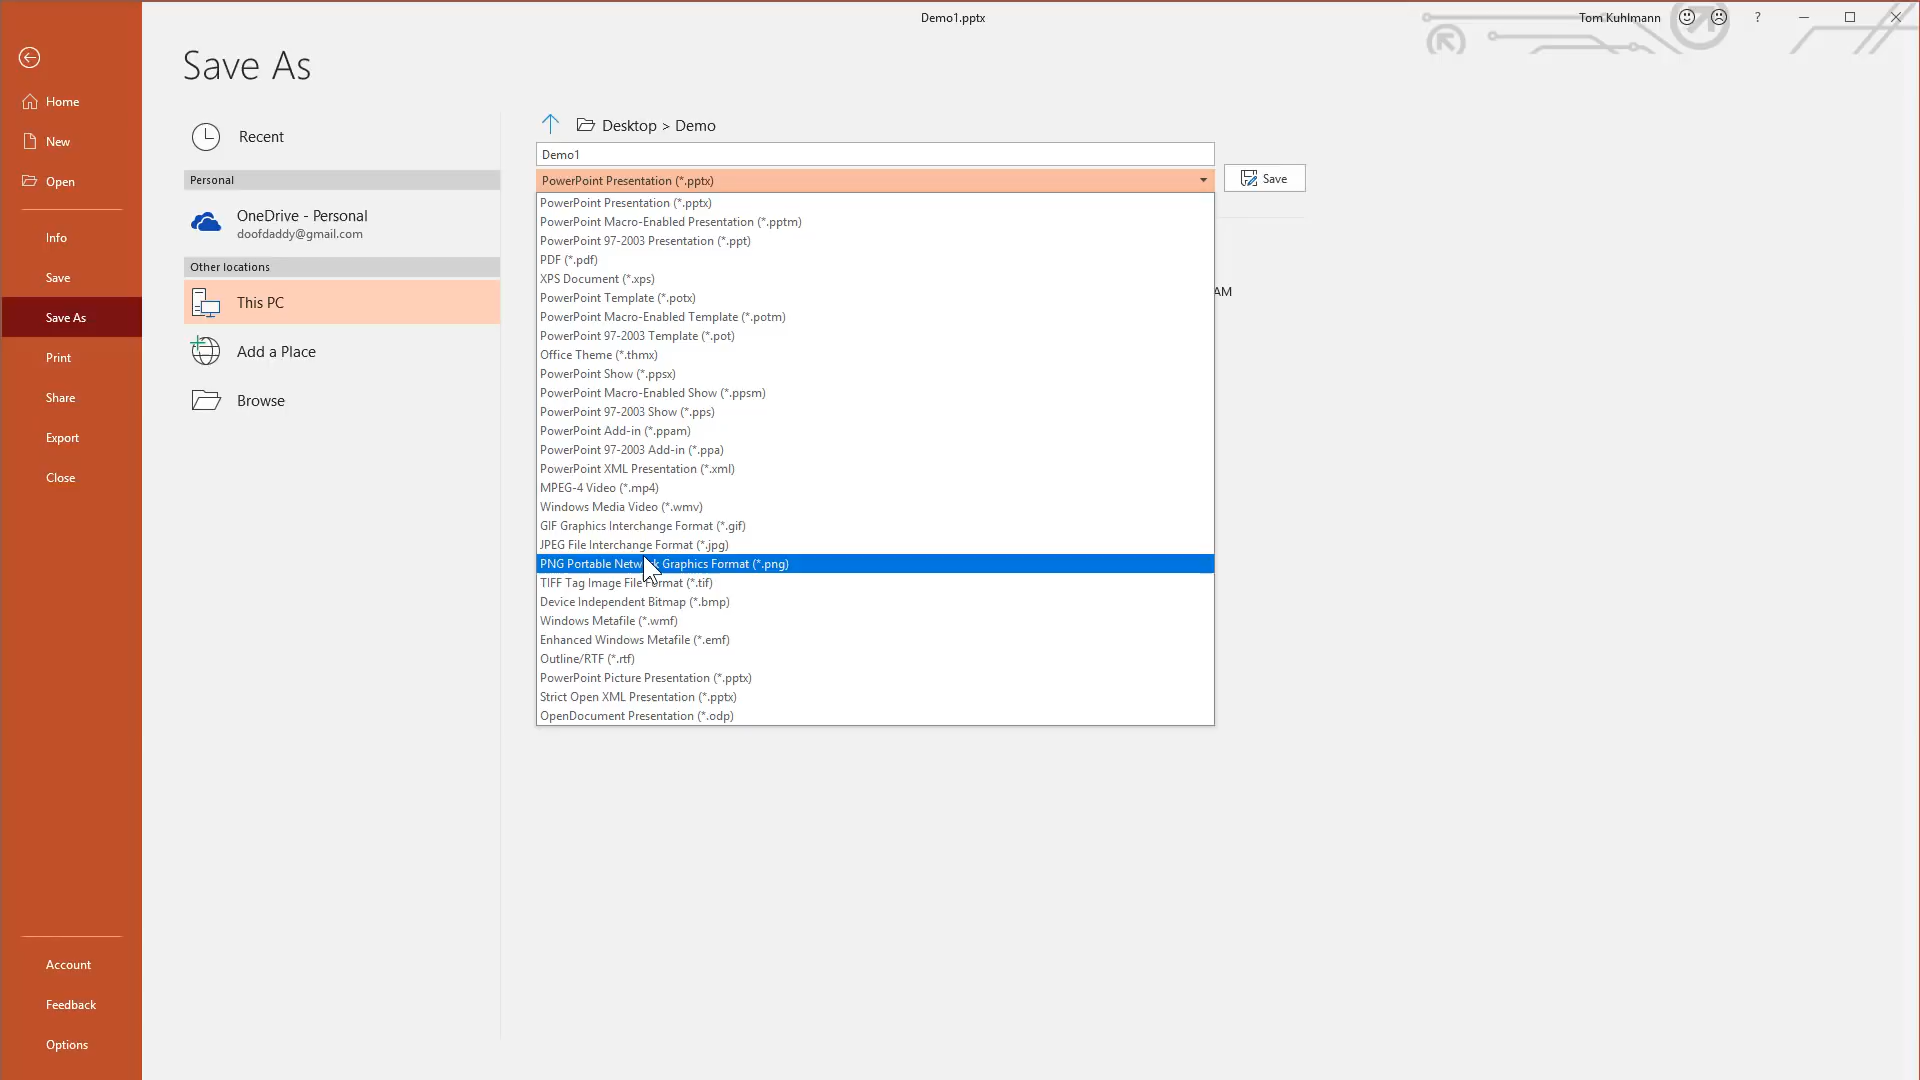 Demo1.pptx
Tom Kuhlmann
?
Save As
Home
New
Open
Info
Save
Save As
Print
Share
Export
Close
Account
Feedback
Options
Recent
Personal
OneDrive - Personal
doofdaddy@gmail.com
Other locations
This PC
Add a Place
Browse
Desktop > Demo
Demo1
PowerPoint Presentation (*.pptx)
Save
PowerPoint Presentation (*.pptx)
PowerPoint Macro-Enabled Presentation (*.pptm)
PowerPoint 97-2003 Presentation (*.ppt)
PDF (*.pdf)
XPS Document (*.xps)
AM
PowerPoint Template (*.potx)
PowerPoint Macro-Enabled Template (*.potm)
PowerPoint 97-2003 Template (*.pot)
Office Theme (*.thmx)
PowerPoint Show (*.ppsx)
PowerPoint Macro-Enabled Show (*.ppsm)
PowerPoint 97-2003 Show (*.pps)
PowerPoint Add-in (*.ppam)
PowerPoint 97-2003 Add-in (*.ppa)
PowerPoint XML Presentation (*.xml)
MPEG-4 Video (*.mp4)
Windows Media Video (*.wmv)
GIF Graphics Interchange Format (*.gif)
JPEG File Interchange Format (*.jpg)
PNG Portable Network Graphics Format (*.png)
TIFF Tag Image File Format (*.tif)
Device Independent Bitmap (*.bmp)
Windows Metafile (*.wmf)
Enhanced Windows Metafile (*.emf)
Outline/RTF (*.rtf)
PowerPoint Picture Presentation (*.pptx)
Strict Open XML Presentation (*.pptx)
OpenDocument Presentation (*.odp)